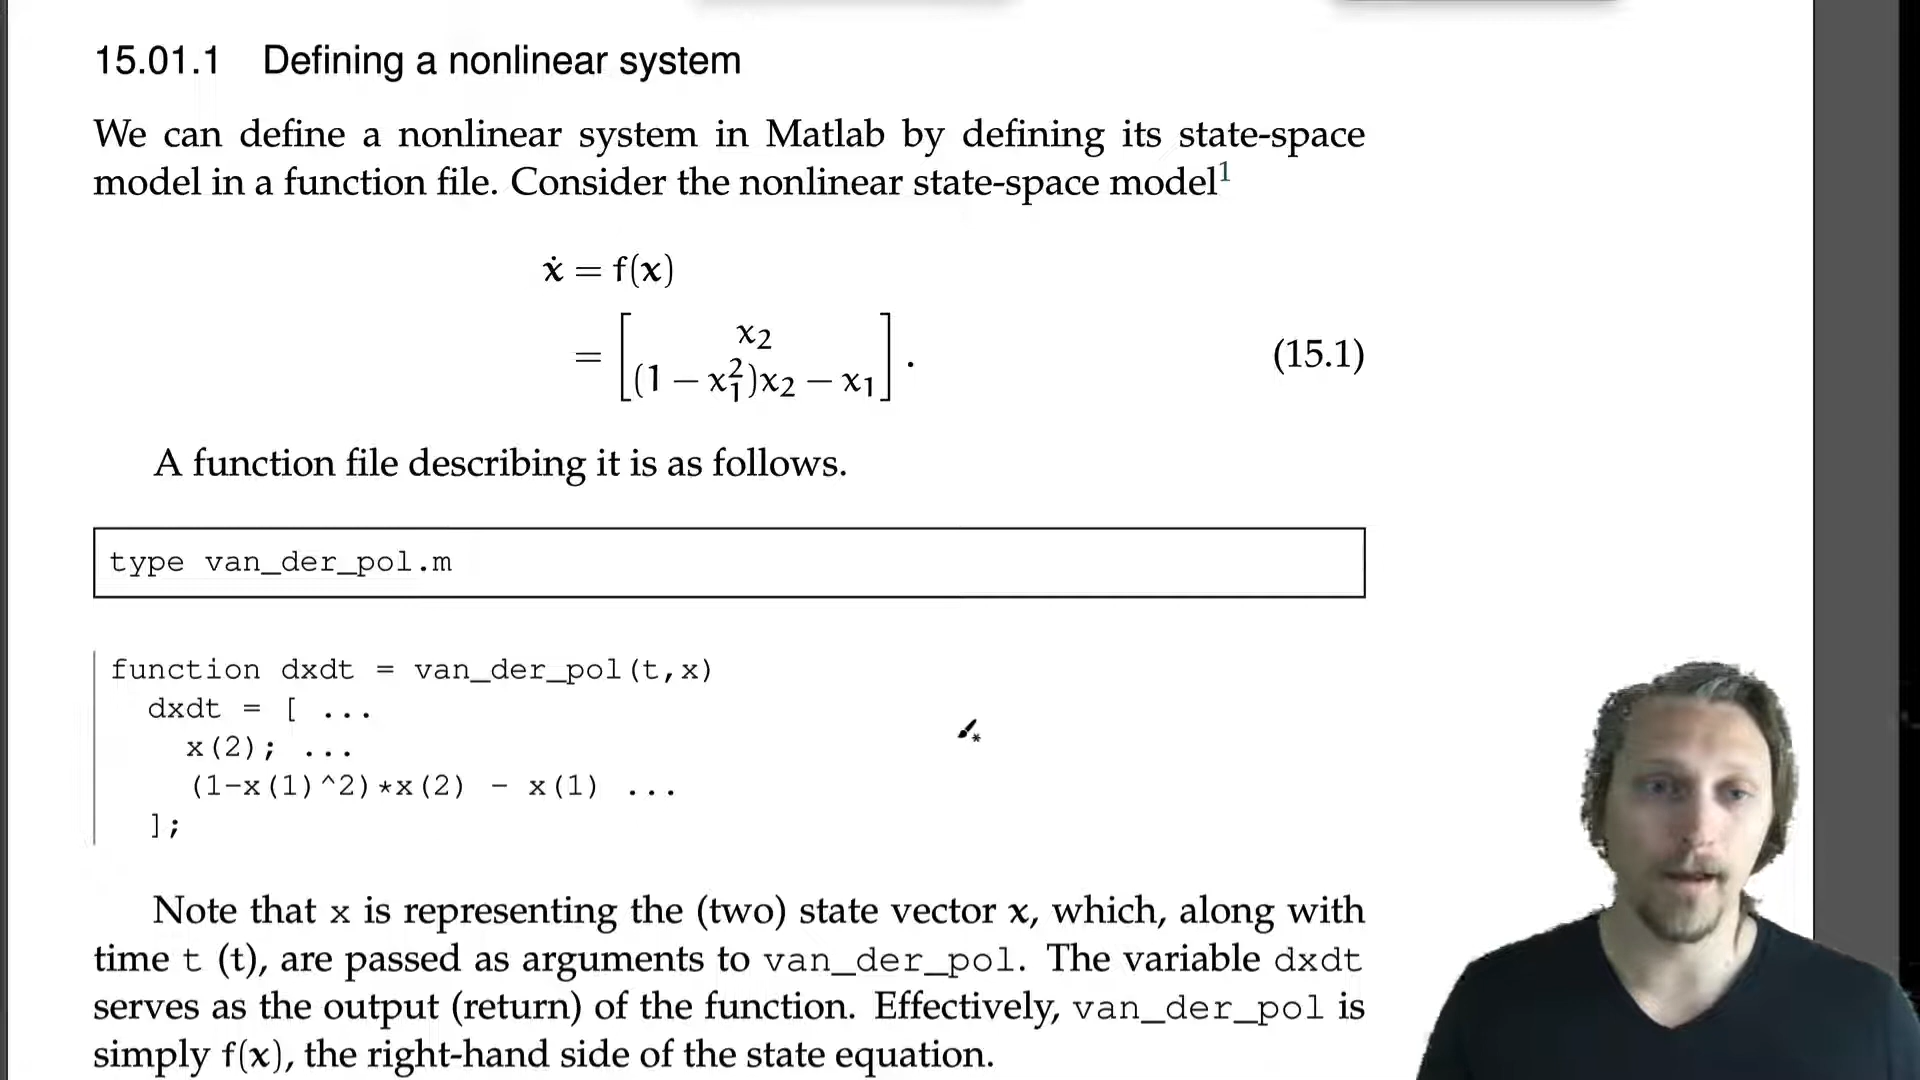 15.01.1 Defining a nonlinear system
We can define a nonlinear system in Matlab by defining its state-space
model in a function file. Consider the nonlinear state-space model¹
ẋ = f(x)
= [ x₂
(1 − x₁²)x₂ − x₁ ] . (15.1)
A function file describing it is as follows.
type van_der_pol.m
function dxdt = van_der_pol(t,x)
dxdt = [ ...
x(2); ...
(1-x(1)^2)*x(2) - x(1) ...
];
Note that x is representing the (two) state vector x, which, along with
time t (t), are passed as arguments to van_der_pol. The variable dxdt
serves as the output (return) of the function. Effectively, van_der_pol is
simply f(x), the right-hand side of the state equation.